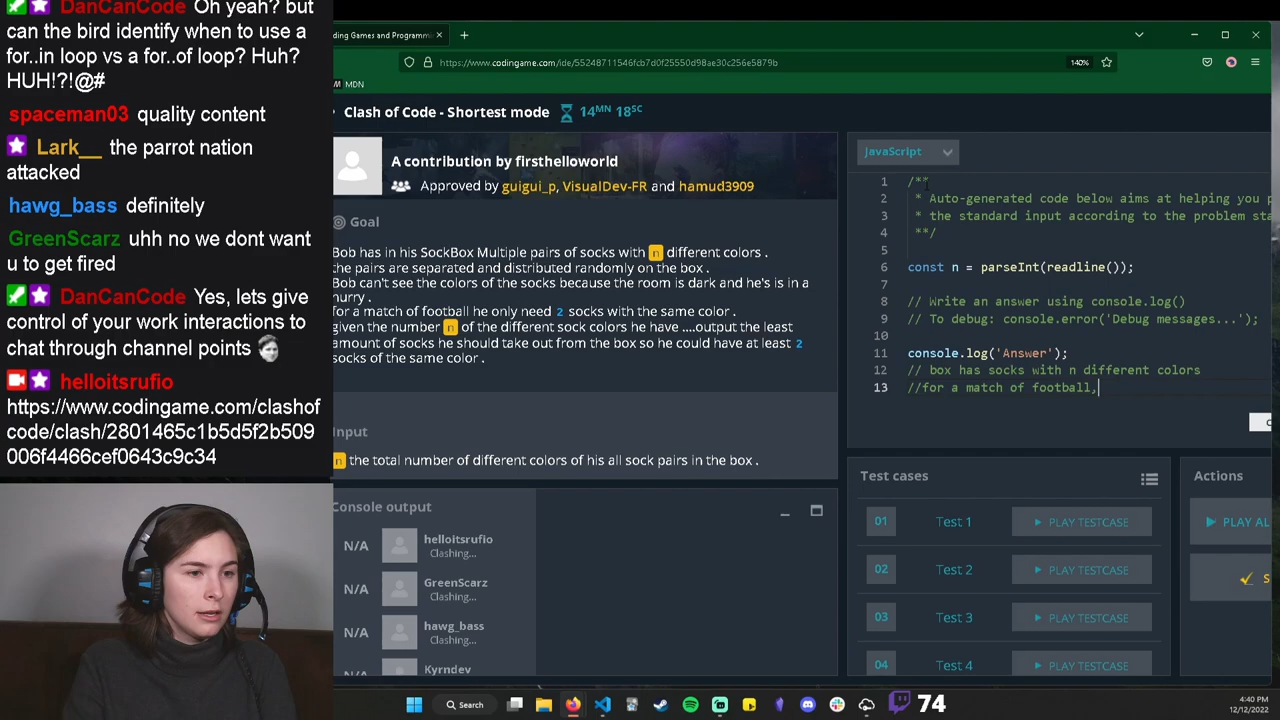 DanCanCode Oh yeah? but
can the bird identify when to use a
for..in loop vs a for..of loop? Huh?
HUH!?!@#
spaceman03 quality content
Lark__ the parrot nation
attacked
hawg_bass definitely
GreenScarz uhh no we dont want
u to get fired
DanCanCode Yes, lets give
control of your work interactions to
chat through channel points
helloitsrufio
https://www.codingame.com/clashof
code/clash/2801465c1b5d5f2b509
006f4466cef0643c9c34
ding Games and Programmi
https://www.codingame.com/ide/55248711546fcb7d0f25550d98ae30c256e5879b
140%
MDN
Clash of Code - Shortest mode 14MN 18SC
A contribution by firsthelloworld
Approved by guigui_p, VisualDev-FR and hamud3909
Goal
Bob has in his SockBox Multiple pairs of socks with n different colors .
the pairs are separated and distributed randomly on the box .
Bob can't see the colors of the socks because the room is dark and he's is in a
hurry .
for a match of football he only need 2 socks with the same color .
given the number n of the different sock colors he have ....output the least
amount of socks he should take out from the box so he could have at least 2
socks of the same color .
Input
n the total number of different colors of his all sock pairs in the box .
Console output
N/A helloitsrufio
Clashing...
N/A GreenScarz
Clashing...
N/A hawg_bass
Clashing...
Kyrndev
JavaScript
1 /**
2 * Auto-generated code below aims at helping you p
3 * the standard input according to the problem sta
4 **/
5
6 const n = parseInt(readline());
7
8 // Write an answer using console.log()
9 // To debug: console.error('Debug messages...');
10
11 console.log('Answer');
12 // box has socks with n different colors
13 //for a match of football,
Test cases
01 Test 1 PLAY TESTCASE
02 Test 2 PLAY TESTCASE
03 Test 3 PLAY TESTCASE
04 Test 4 PLAY TESTCASE
Actions
PLAY AL
S
Search
74
4:40 PM
12/12/2022